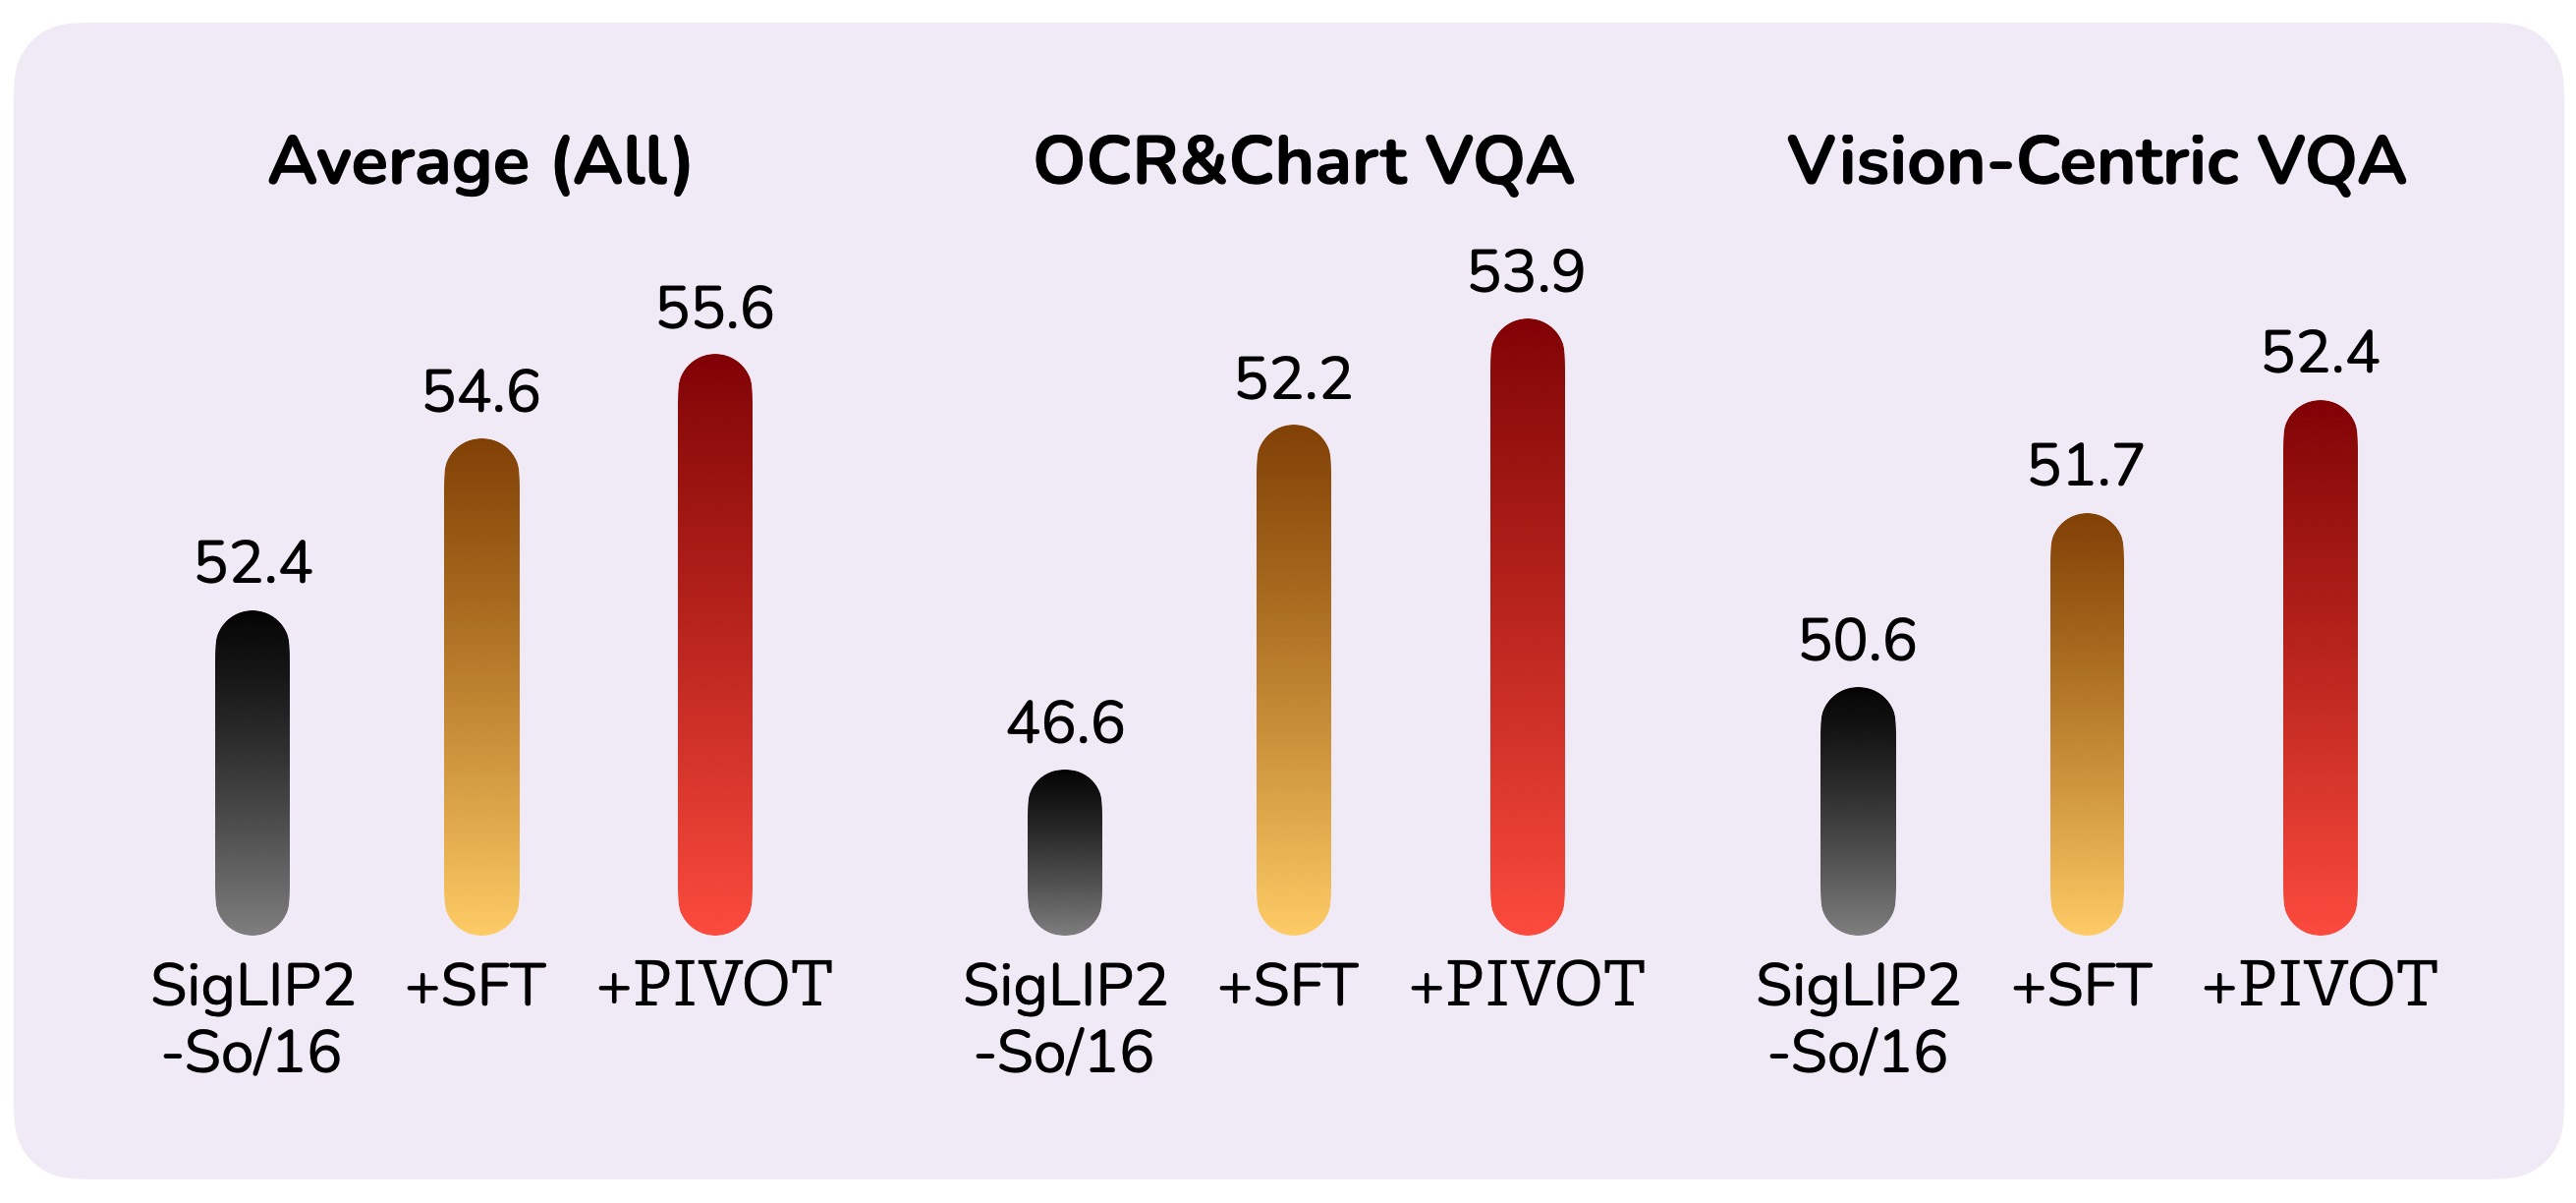 Average (All)
55.6
54.6
52.4
SigLIP2 +SFT +PIVOT
-So/16
OCR&Chart VQA
53.9
52.2
46.6
SigLIP2 +SFT +PIVOT
-So/16
Vision-Centric VQA
52.4
51.7
50.6
SigLIP2 +SFT +PIVOT
-So/16